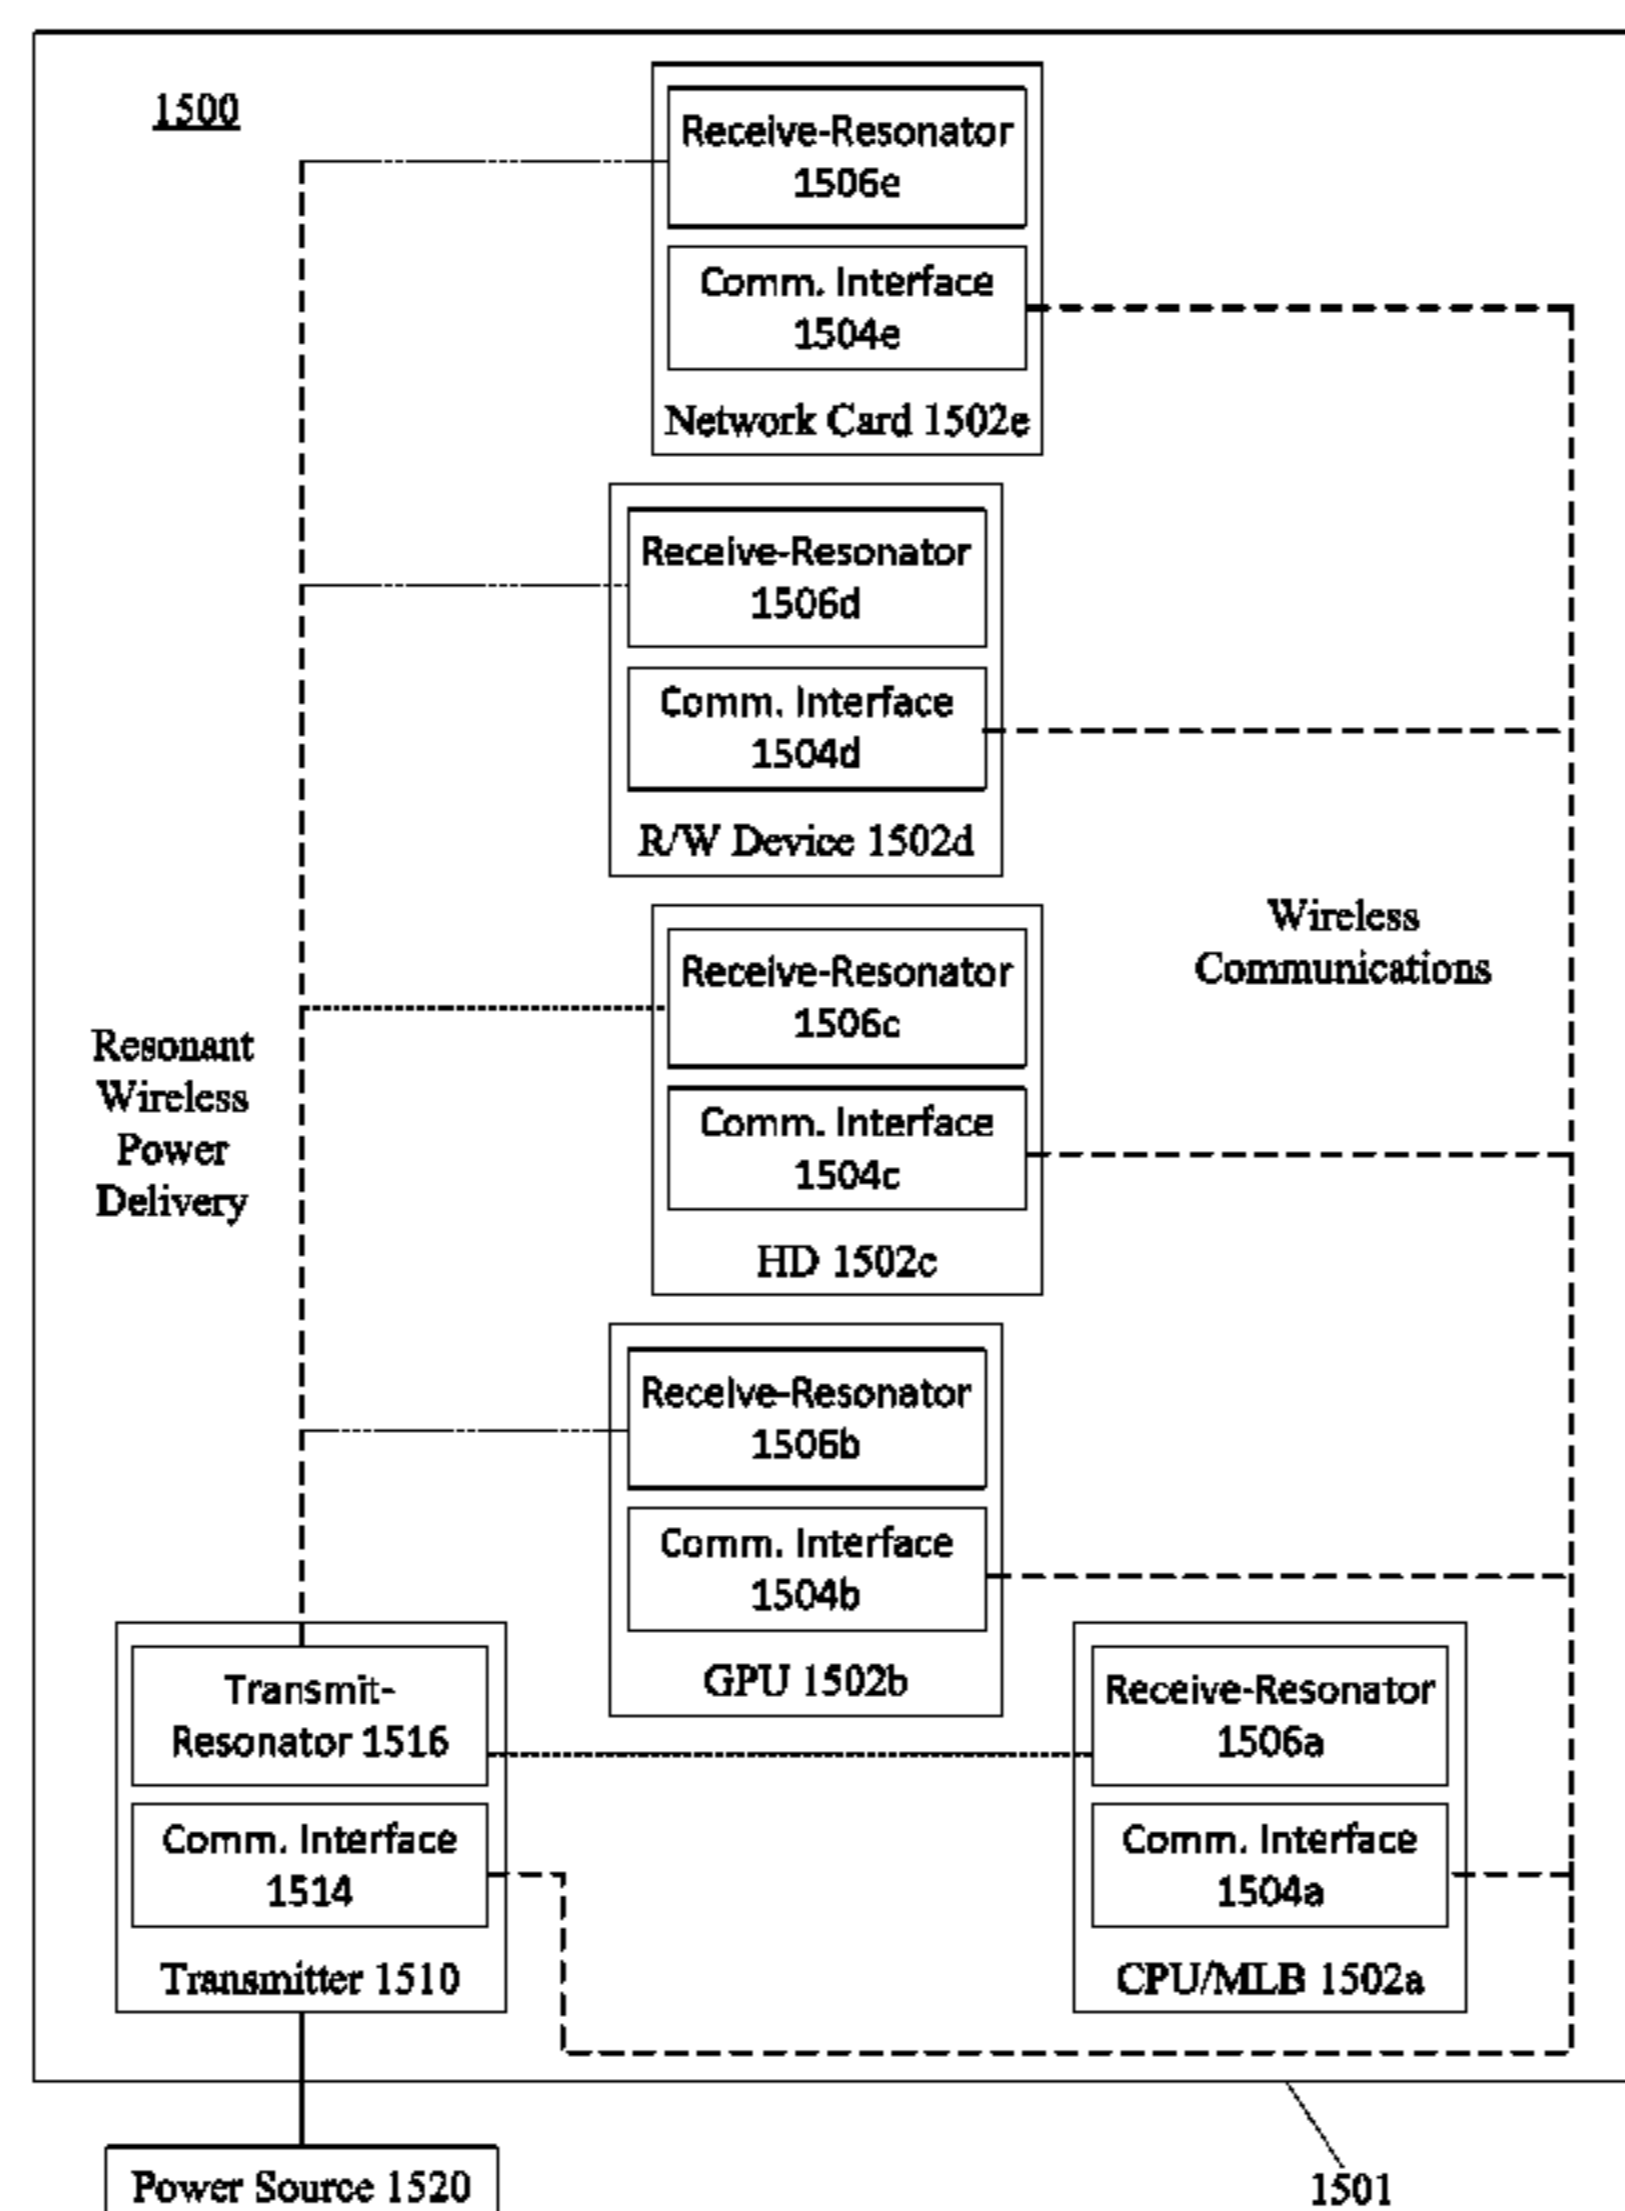 1500
Receive-Resonator
1506e
Comm. Interface
1504e
Network Card 1502e
Receive-Resonator
1506d
Comm. Interface
1504d
R/W Device 1502d
Wireless
Communications
Receive-Resonator
1506c
Comm. Interface
1504c
HD 1502c
Resonant
Wireless
Power
Delivery
Receive-Resonator
1506b
Comm. Interface
1504b
GPU 1502b
Transmit-
Resonator 1516
Comm. Interface
1514
Transmitter 1510
Receive-Resonator
1506a
Comm. Interface
1504a
CPU/MLB 1502a
Power Source 1520
1501